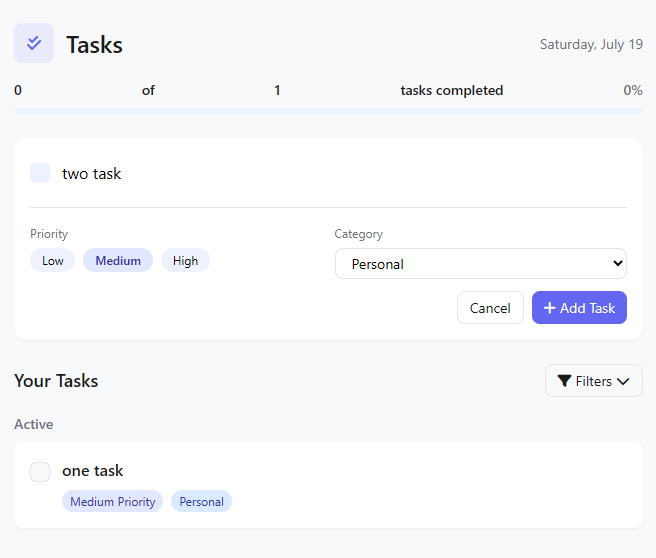 Tasks
Saturday, July 19
0 of 1 tasks completed 0%
two task
Priority
Category
Low Medium High
Personal
Cancel
Add Task
Your Tasks
Filters
Active
one task
Medium Priority Personal